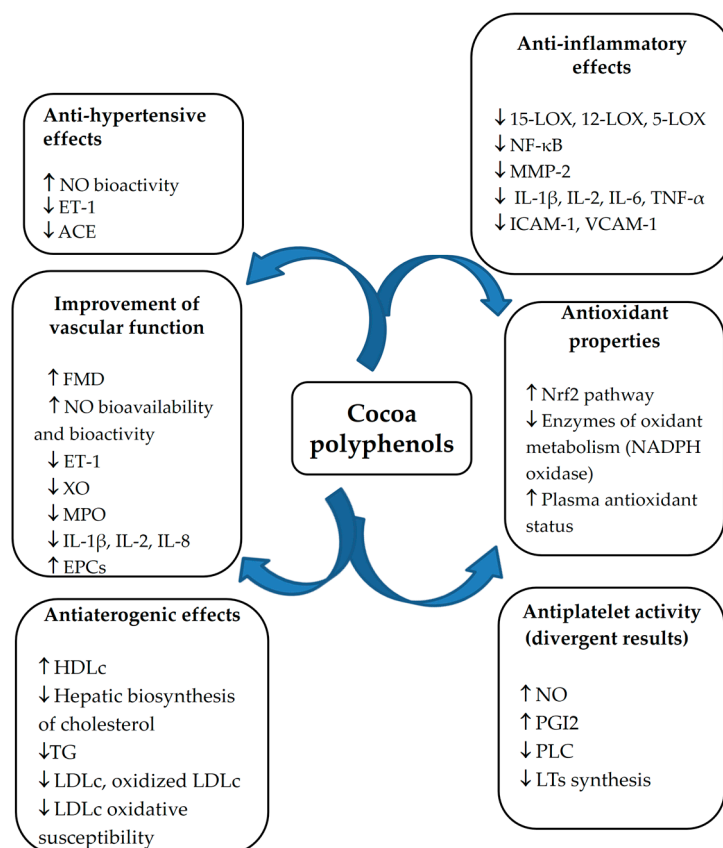 Anti-hypertensive
effects
↑ NO bioactivity
↓ ET-1
↓ ACE
Anti-inflammatory
effects
↓ 15-LOX, 12-LOX, 5-LOX
↓ NF-κB
↓ MMP-2
↓ IL-1β, IL-2, IL-6, TNF-α
↓ ICAM-1, VCAM-1
Improvement of
vascular function
↑ FMD
↑ NO bioavailability
and bioactivity
↓ ET-1
↓ XO
↓ MPO
↓ IL-1β, IL-2, IL-8
↑ EPCs
Cocoa
polyphenols
Antioxidant
properties
↑ Nrf2 pathway
↓ Enzymes of oxidant
metabolism (NADPH
oxidase)
↑ Plasma antioxidant
status
Antiaterogenic effects
↑ HDLc
↓ Hepatic biosynthesis
of cholesterol
↓TG
↓ LDLc, oxidized LDLc
↓ LDLc oxidative
susceptibility
Antiplatelet activity
(divergent results)
↑ NO
↑ PGI2
↓ PLC
↓ LTs synthesis